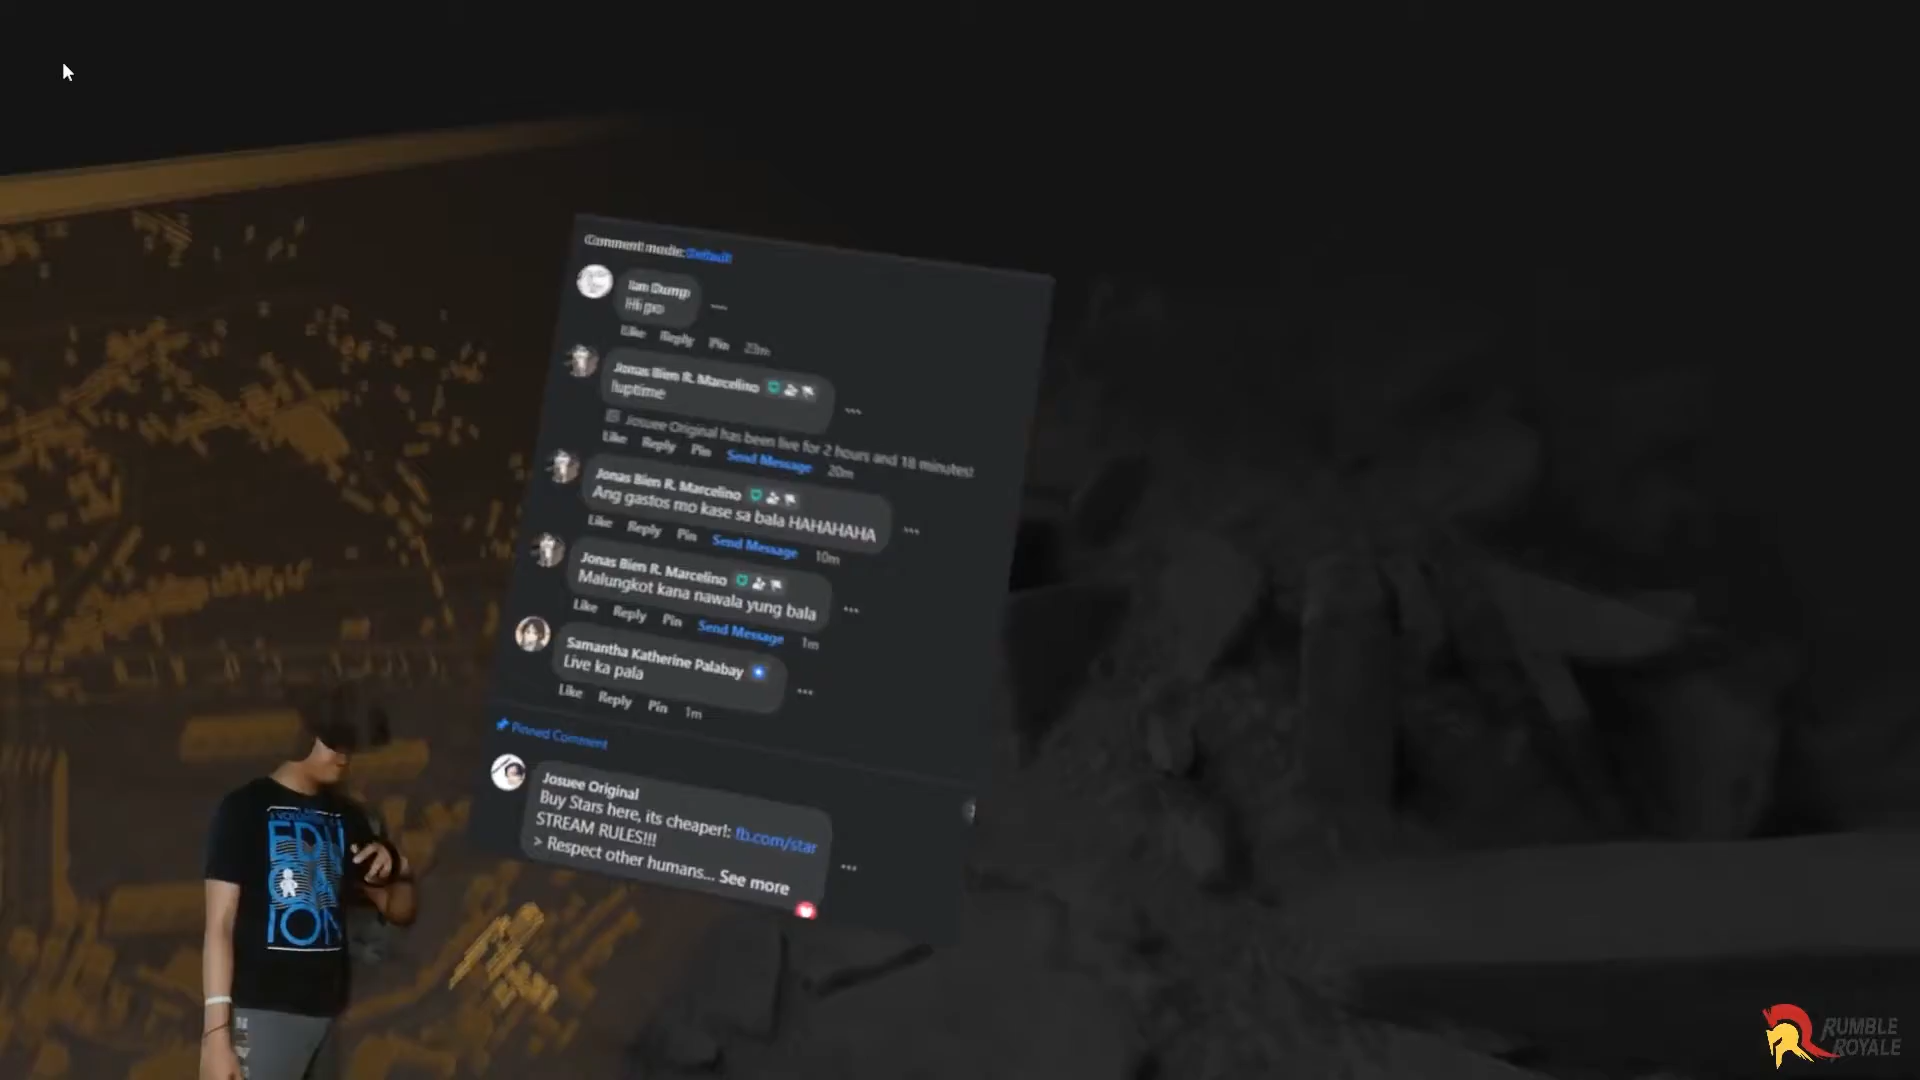 Comment mode: Default
Ian Dump
Hi po
Like Reply Pin 23m
Jonas Bien R. Marcelino
!uptime
Josuee Original has been live for 2 hours and 18 minutes!
Like Reply Pin Send Message 20m
Jonas Bien R. Marcelino
Ang gastos mo kase sa bala HAHAHAHA
Like Reply Pin Send Message 10m
Jonas Bien R. Marcelino
Malungkot kana nawala yung bala
Like Reply Pin Send Message 1m
Samantha Katherine Palabay
Live ka pala
Like Reply Pin 1m
Pinned Comment
Josuee Original
Buy Stars here, its cheaper!: fb.com/star
STREAM RULES!!!
> Respect other humans... See more
RUMBLE
ROYALE